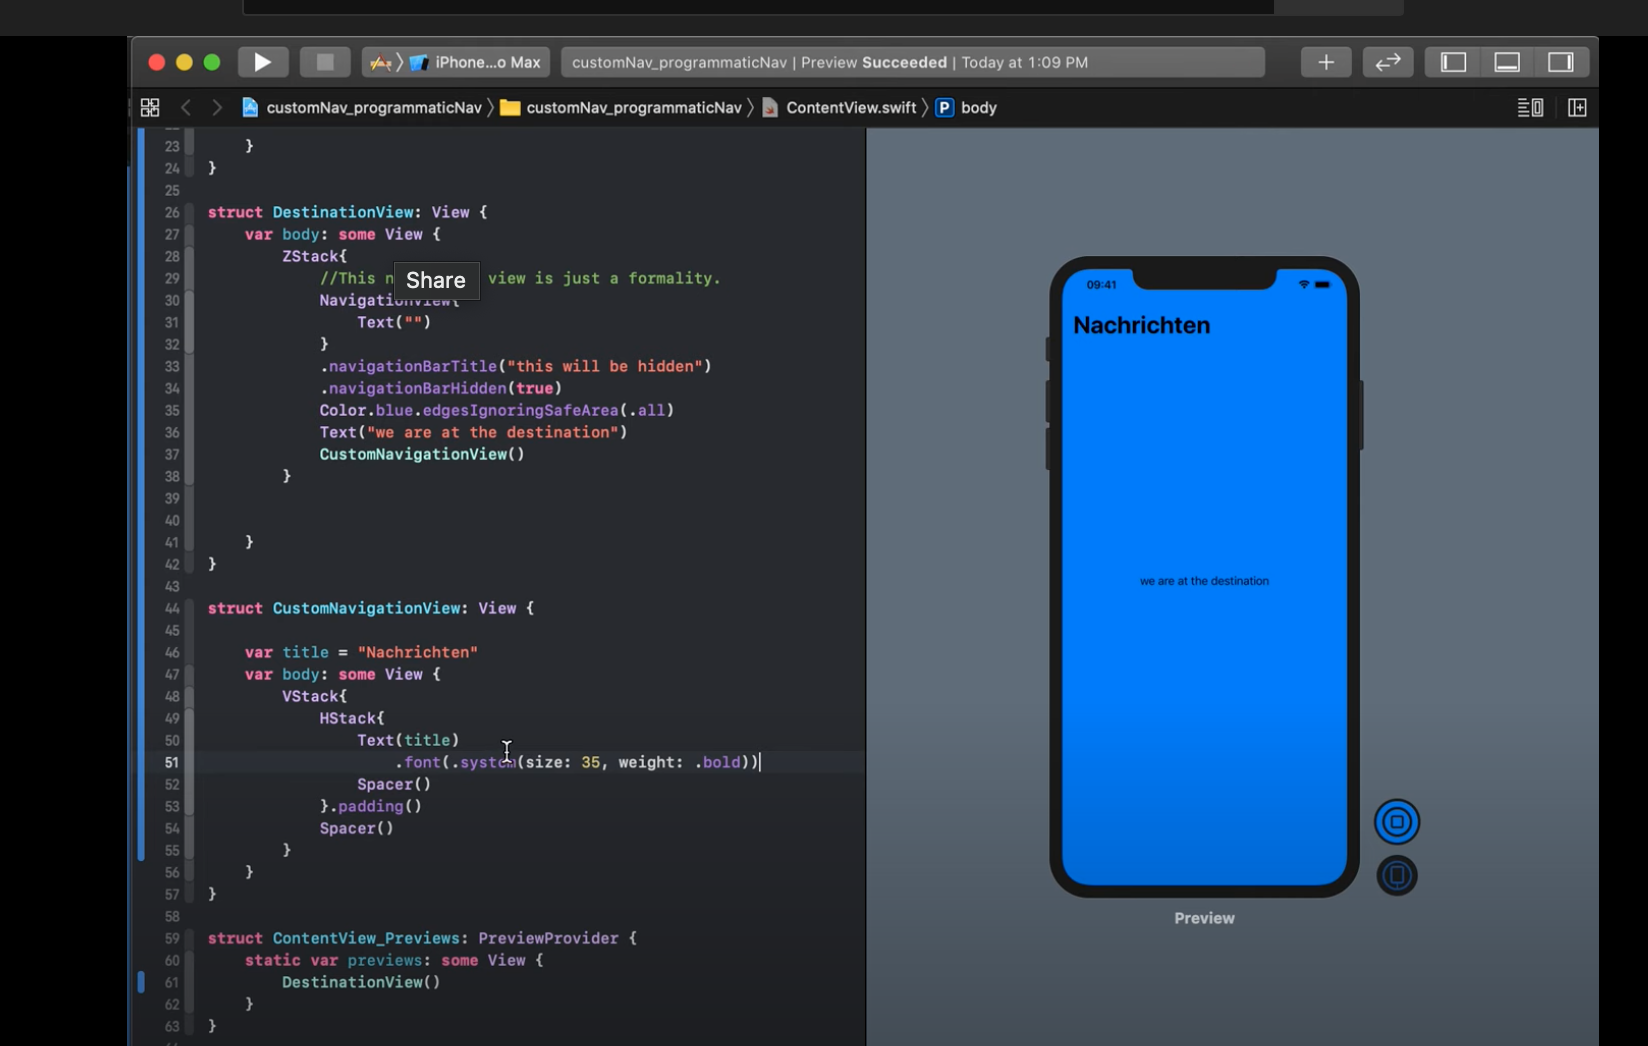 iPhone...o Max
customNav_programmaticNav | Preview Succeeded | Today at 1:09 PM
customNav_programmaticNav 〉 customNav_programmaticNav 〉 ContentView.swift 〉 P body
23 }
24 }
25
26 struct DestinationView: View {
27 var body: some View {
28 ZStack{
29 //This n view is just a formality.
Share
30 NavigationView{
31 Text("")
32 }
33 .navigationBarTitle("this will be hidden")
34 .navigationBarHidden(true)
35 Color.blue.edgesIgnoringSafeArea(.all)
36 Text("we are at the destination")
37 CustomNavigationView()
38 }
39
40
41 }
42 }
43
44 struct CustomNavigationView: View {
45
46 var title = "Nachrichten"
47 var body: some View {
48 VStack{
49 HStack{
50 Text(title)
51 .font(.system(size: 35, weight: .bold))
52 Spacer()
53 }.padding()
54 Spacer()
55 }
56 }
57 }
58
59 struct ContentView_Previews: PreviewProvider {
60 static var previews: some View {
61 DestinationView()
62 }
63 }
09:41
Nachrichten
we are at the destination
Preview